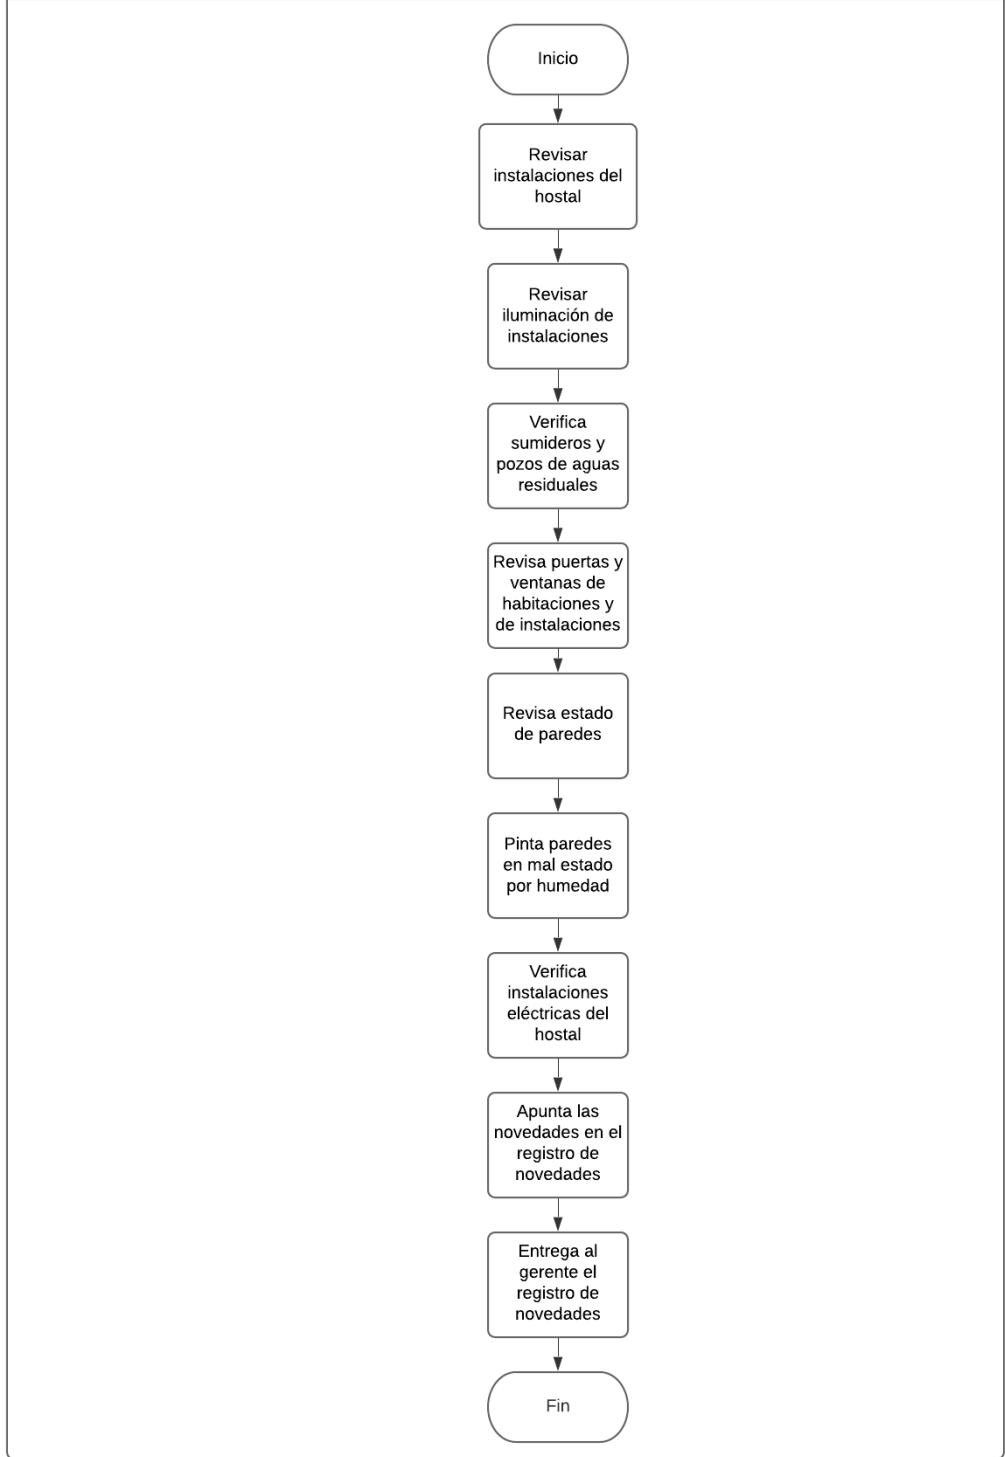 Inicio
Revisar
instalaciones del
hostal
Revisar
iluminación de
instalaciones
Verifica
sumideros y
pozos de aguas
residuales
Revisa puertas y
ventanas de
habitaciones y
de instalaciones
Revisa estado
de paredes
Pinta paredes
en mal estado
por humedad
Verifica
instalaciones
eléctricas del
hostal
Apunta las
novedades en el
registro de
novedades
Entrega al
gerente el
registro de
novedades
Fin